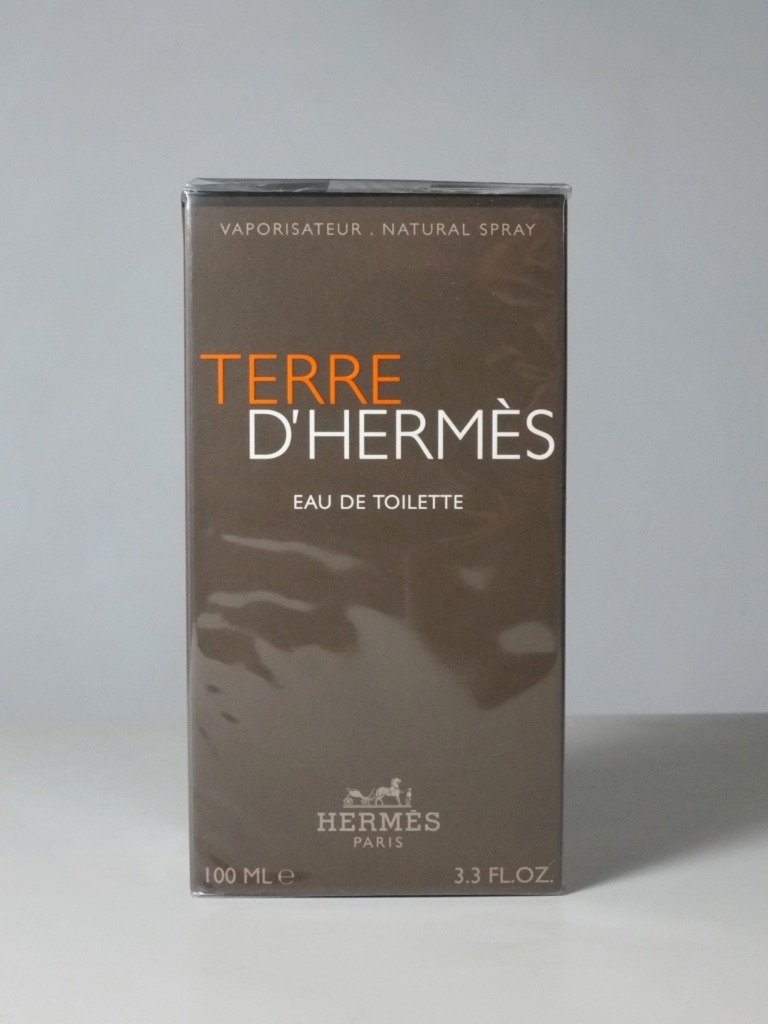 VAPORISATEUR . NATURAL SPRAY
TERRE
D'HERMÈS
EAU DE TOILETTE
HERMÈS
PARIS
100 ML ℮
3.3 FL.OZ.